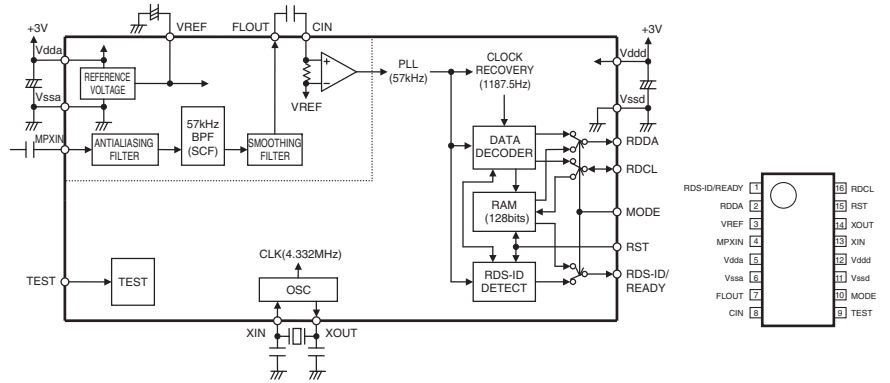 +3V
Vdda
REFERENCE
VOLTAGE
Vssa
MPXIN
ANTIALIASING
FILTER
57kHz
BPF
(SCF)
SMOOTHING
FILTER
VREF
FLOUT
CIN
+
−
VREF
PLL
(57kHz)
CLOCK
RECOVERY
(1187.5Hz)
DATA
DECODER
RAM
(128bits)
RDS-ID
DETECT
+3V
Vddd
Vssd
RDDA
RDCL
MODE
RST
RDS-ID/
READY
TEST
TEST
CLK(4.332MHz)
OSC
XIN
XOUT
RDS-ID/READY 1
RDDA 2
VREF 3
MPXIN 4
Vdda 5
Vssa 6
FLOUT 7
CIN 8
16 RDCL
15 RST
14 XOUT
13 XIN
12 Vddd
11 Vssd
10 MODE
9 TEST